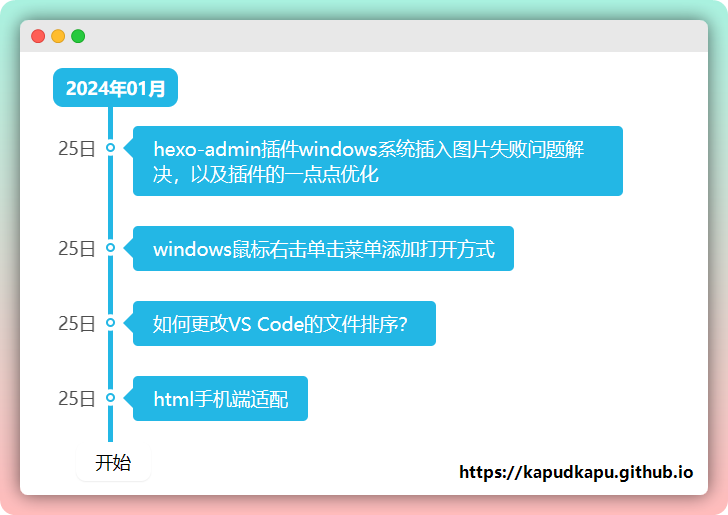 2024年01月
25日
hexo-admin插件windows系统插入图片失败问题解
决，以及插件的一点点优化
25日
windows鼠标右击单击菜单添加打开方式
25日
如何更改VS Code的文件排序？
25日
html手机端适配
开始
https://kapudkapu.github.io